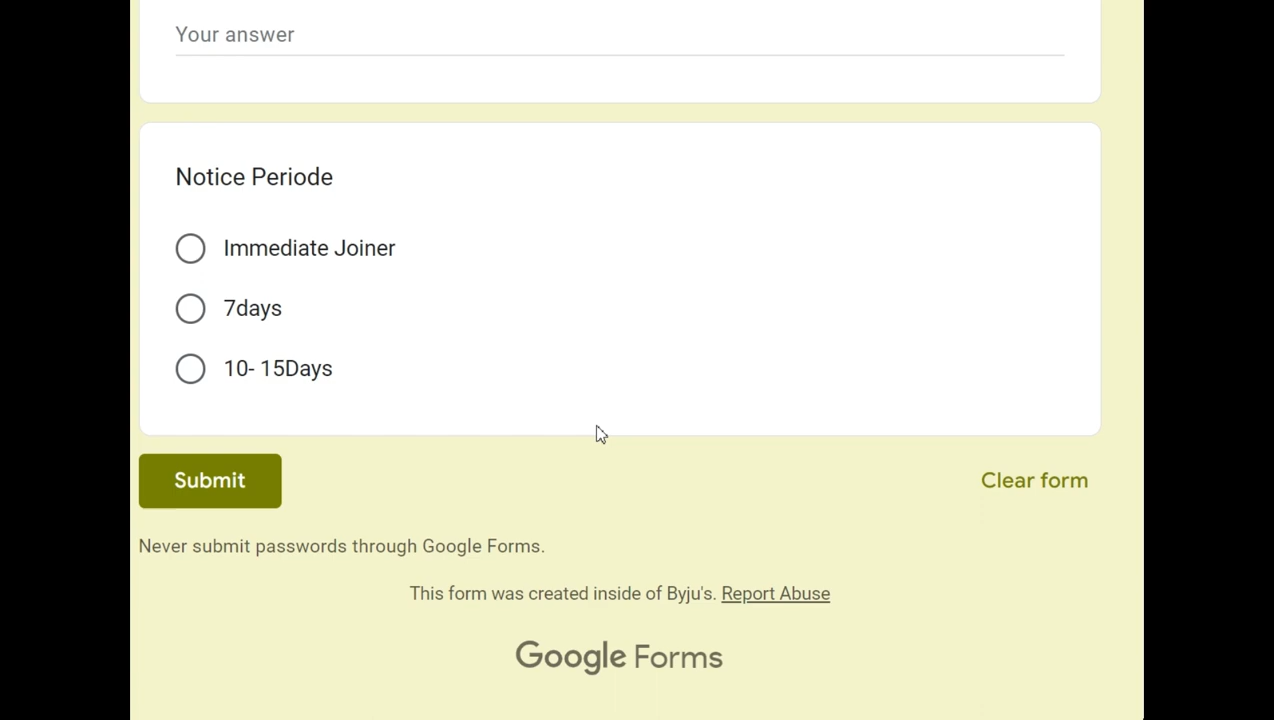 Your answer
Notice Periode
Immediate Joiner
7days
10- 15Days
Submit
Clear form
Never submit passwords through Google Forms.
This form was created inside of Byju's. Report Abuse
Google Forms